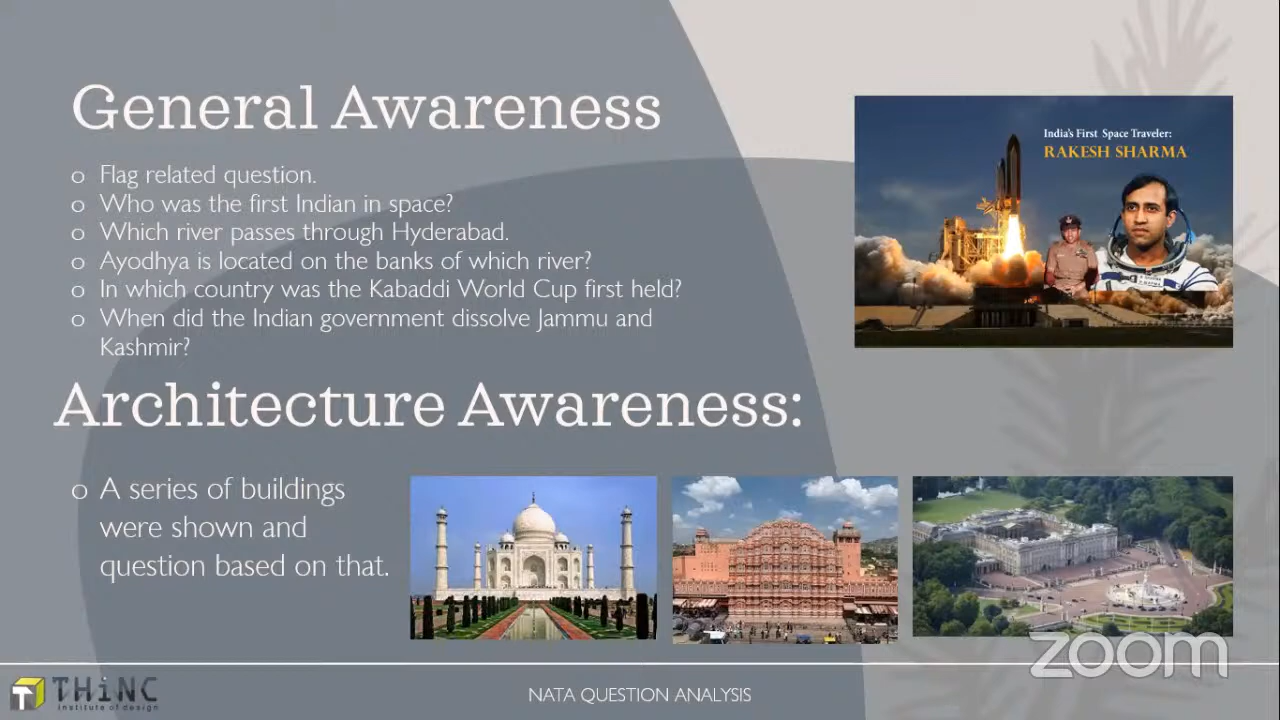 General Awareness
o Flag related question.
o Who was the first Indian in space?
o Which river passes through Hyderabad.
o Ayodhya is located on the banks of which river?
o In which country was the Kabaddi World Cup first held?
o When did the Indian government dissolve Jammu and
Kashmir?
India's First Space Traveler:
RAKESH SHARMA
Architecture Awareness:
o A series of buildings
were shown and
question based on that.
zoom
THiNC
institute of design
NATA QUESTION ANALYSIS